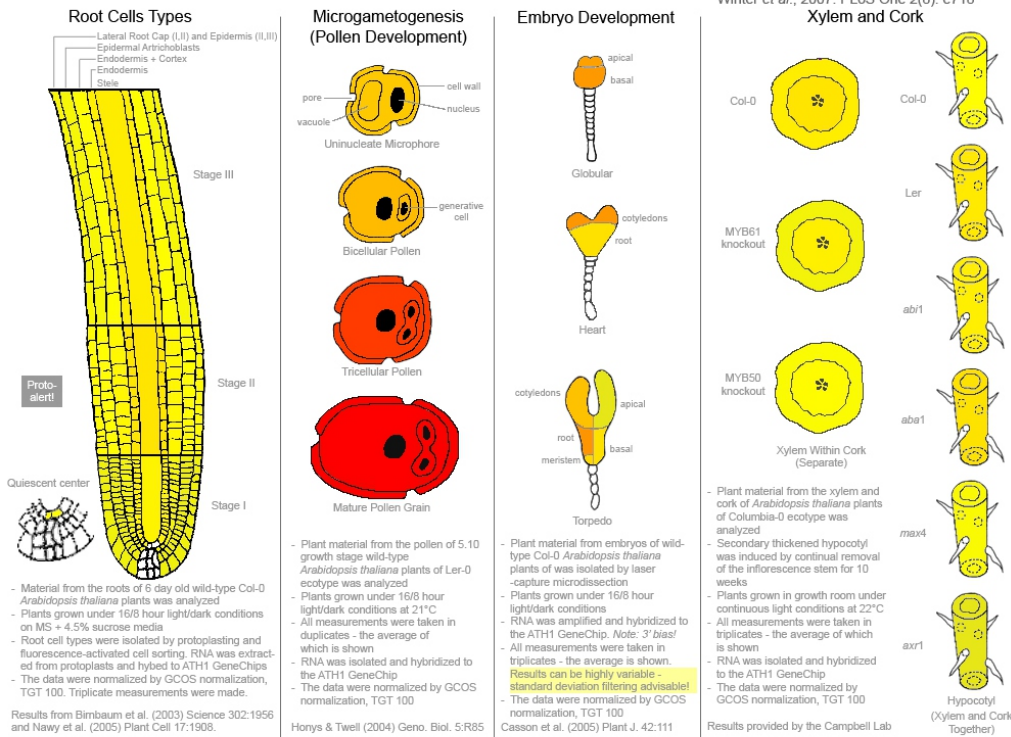 Winter et al., 2007. PLoS One 2(8): e718
Root Cells Types
Lateral Root Cap (I,II) and Epidermis (II,III)
Epidermal Artrichoblasts
Endodermis + Cortex
Endodermis
Stele
Stage III
Stage II
Proto-
alert!
Quiescent center
Stage I
- Material from the roots of 6 day old wild-type Col-0
Arabidopsis thaliana plants was analyzed
- Plants grown under 16/8 hour light/dark conditions
on MS + 4.5% sucrose media
- Root cell types were isolated by protoplasting and
fluorescence-activated cell sorting. RNA was extract-
ed from protoplasts and hybed to ATH1 GeneChips
- The data were normalized by GCOS normalization,
TGT 100. Triplicate measurements were made.
Results from Birnbaum et al. (2003) Science 302:1956
and Nawy et al. (2005) Plant Cell 17:1908.
Microgametogenesis
(Pollen Development)
pore
cell wall
nucleus
vacuole
Uninucleate Microphore
generative
cell
Bicellular Pollen
Tricellular Pollen
Mature Pollen Grain
- Plant material from the pollen of 5.10
growth stage wild-type
Arabidopsis thaliana plants of Ler-0
ecotype was analyzed
- Plants grown under 16/8 hour
light/dark conditions at 21°C
- All measurements were taken in
duplicates - the average of
which is shown
- RNA was isolated and hybridized to
the ATH1 GeneChip
- The data were normalized by GCOS
normalization, TGT 100
Honys & Twell (2004) Geno. Biol. 5:R85
Embryo Development
apical
basal
Globular
cotyledons
root
Heart
cotyledons
apical
root
basal
meristem
Torpedo
- Plant material from embryos of wild-
type Col-0 Arabidopsis thaliana
plants of was isolated by laser
-capture microdissection
- Plants grown under 16/8 hour
light/dark conditions
- RNA was amplified and hybridized to
the ATH1 GeneChip. Note: 3' bias!
- All measurements were taken in
triplicates - the average is shown.
Results can be highly variable -
standard deviation filtering advisable!
- The data were normalized by GCOS
normalization, TGT 100
Casson et al. (2005) Plant J. 42:111
Xylem and Cork
Col-0
MYB61
knockout
MYB50
knockout
Xylem Within Cork
(Separate)
- Plant material from the xylem and
cork of Arabidopsis thaliana plants
of Columbia-0 ecotype was
analyzed
- Secondary thickened hypocotyl
was induced by continual removal
of the inflorescence stem for 10
weeks
- Plants grown in growth room under
continuous light conditions at 22°C
- All measurements were taken in
triplicates - the average of which
is shown
- RNA was isolated and hybridized
to the ATH1 GeneChip
- The data were normalized by
GCOS normalization, TGT 100
Results provided by the Campbell Lab
Col-0
Ler
abi1
aba1
max4
axr1
Hypocotyl
(Xylem and Cork
Together)